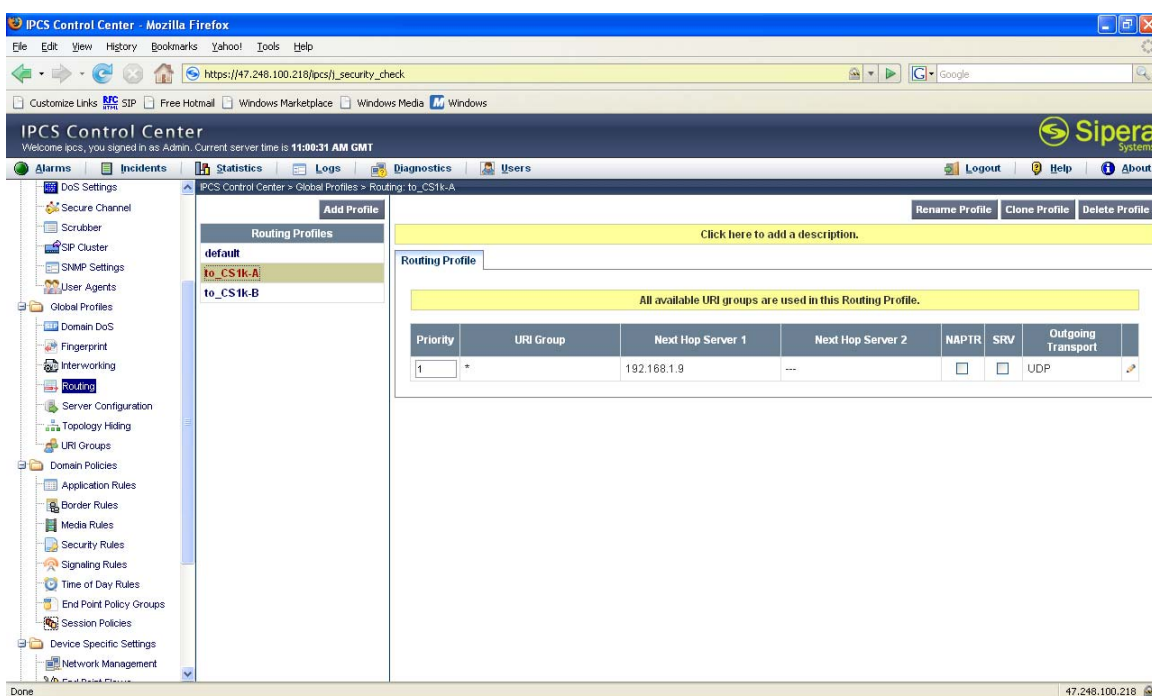 IPCS Control Center - Mozilla Firefox
File Edit View History Bookmarks Yahoo! Tools Help
https://47.248.100.218/ipcs/j_security_check
G Google
Customize Links RFC HTML SIP Free Hotmail Windows Marketplace Windows Media Windows
IPCS Control Center
Sipera Systems
Welcome ipcs, you signed in as Admin. Current server time is 11:00:31 AM GMT
Alarms Incidents Statistics Logs Diagnostics Users Logout Help About
IPCS Control Center > Global Profiles > Routing: to_CS1k-A
DoS Settings
Secure Channel
Scrubber
SIP Cluster
SNMP Settings
User Agents
Global Profiles
Domain DoS
Fingerprint
Interworking
Routing
Server Configuration
Topology Hiding
URI Groups
Domain Policies
Application Rules
Border Rules
Media Rules
Security Rules
Signaling Rules
Time of Day Rules
End Point Policy Groups
Session Policies
Device Specific Settings
Network Management
Add Profile
Routing Profiles
default
to_CS1k-A
to_CS1k-B
Rename Profile Clone Profile Delete Profile
Click here to add a description.
Routing Profile
All available URI groups are used in this Routing Profile.
Priority URI Group Next Hop Server 1 Next Hop Server 2 NAPTR SRV Outgoing Transport
1 * 192.168.1.9 --- UDP
Done 47.248.100.218